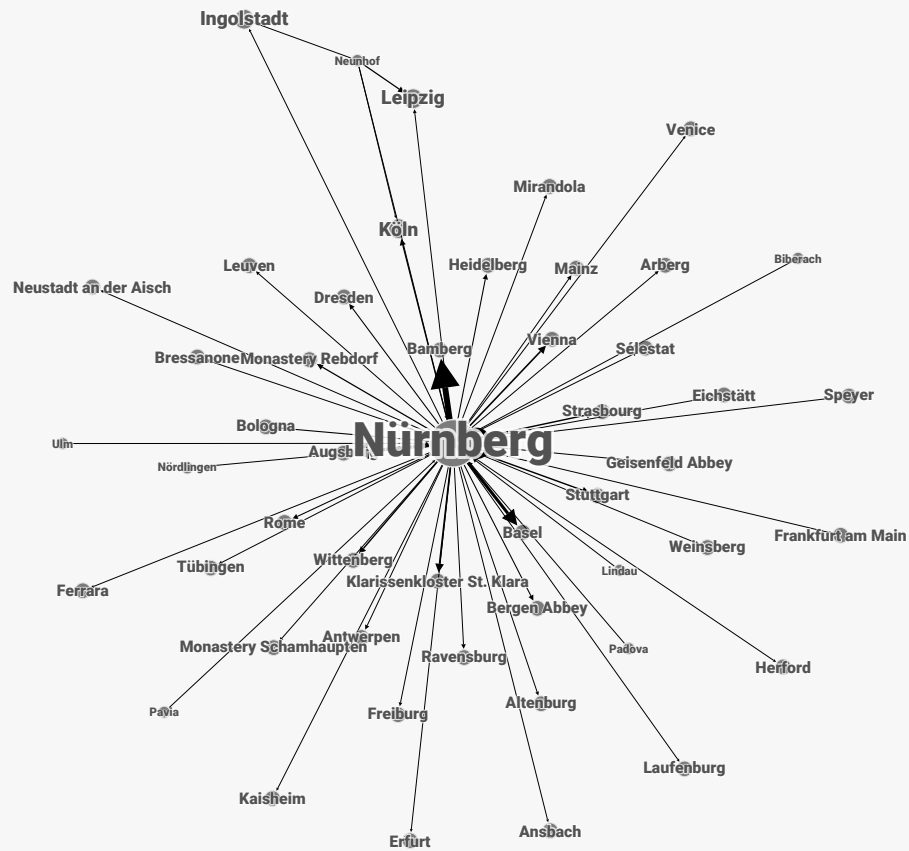 Ingolstadt
Neunhof
Leipzig
Venice
Mirandola
Köln
Leuven
Heidelberg
Mainz
Arberg
Biberach
Neustadt an der Aisch
Dresden
Vienna
Bamberg
Sélestat
Bressanone
Monastery Rebdorf
Eichstätt
Speyer
Strasbourg
Bologna
Nürnberg
Ulm
Geisenfeld Abbey
Nördlingen
Stuttgart
Rome
Basel
Frankfurt am Main
Weinsberg
Wittenberg
Tübingen
Lindau
Klarissenkloster St. Klara
Ferrara
Bergen Abbey
Antwerpen
Monastery Schamhaupten
Padova
Ravensburg
Herford
Altenburg
Pavia
Freiburg
Laufenburg
Kaisheim
Ansbach
Erfurt